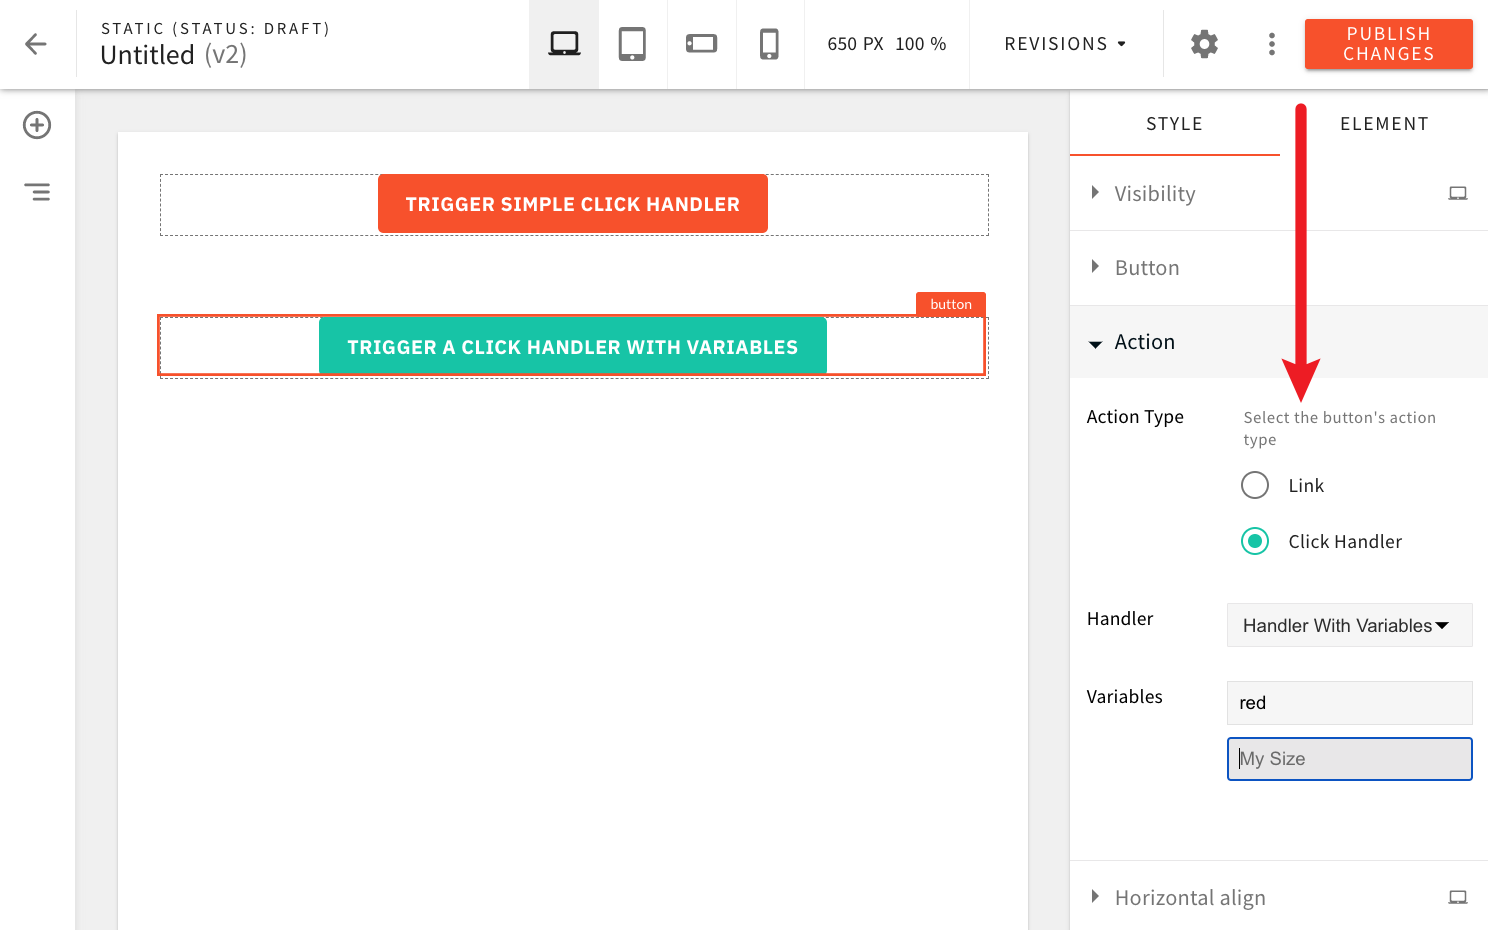 STATIC (STATUS: DRAFT)
Untitled (v2)
650 PX 100 %
REVISIONS
PUBLISH
CHANGES
STYLE
ELEMENT
Visibility
Button
Action
Action Type
Select the button's action
type
Link
Click Handler
Handler
Handler With Variables
Variables
red
My Size
Horizontal align
TRIGGER SIMPLE CLICK HANDLER
button
TRIGGER A CLICK HANDLER WITH VARIABLES